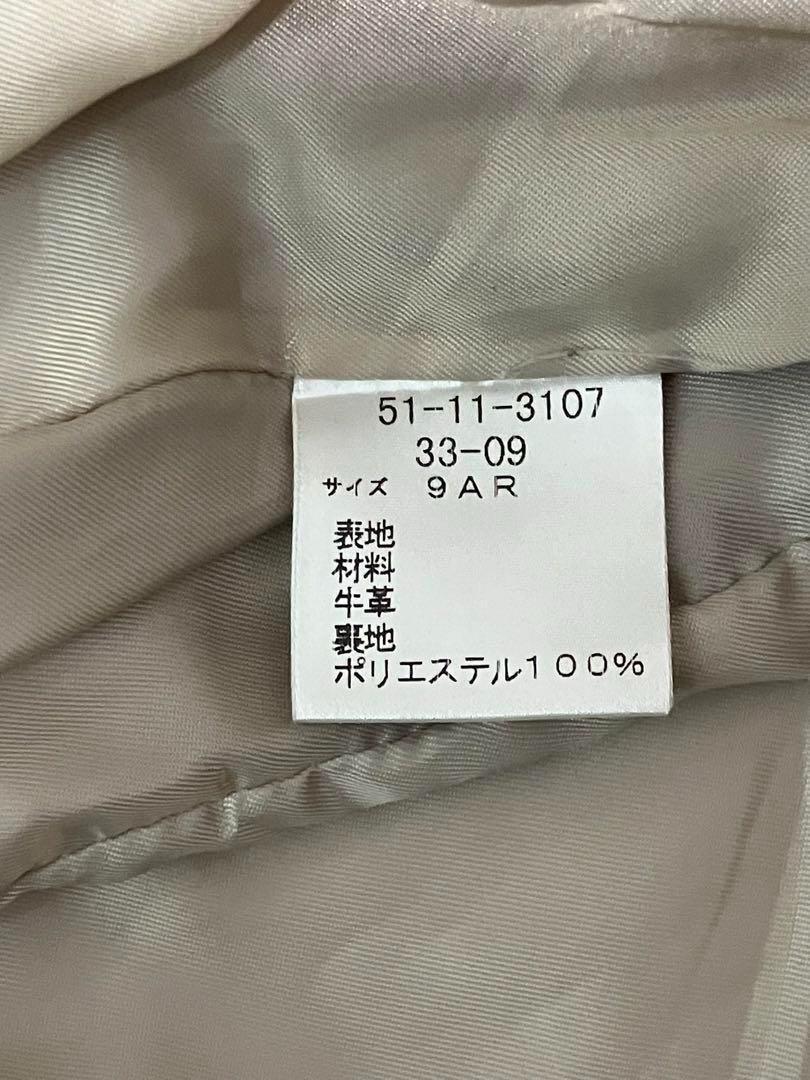 51-11-3107
33-09
サイズ 9AR
表地
材料
牛革
裏地
ポリエステル100%